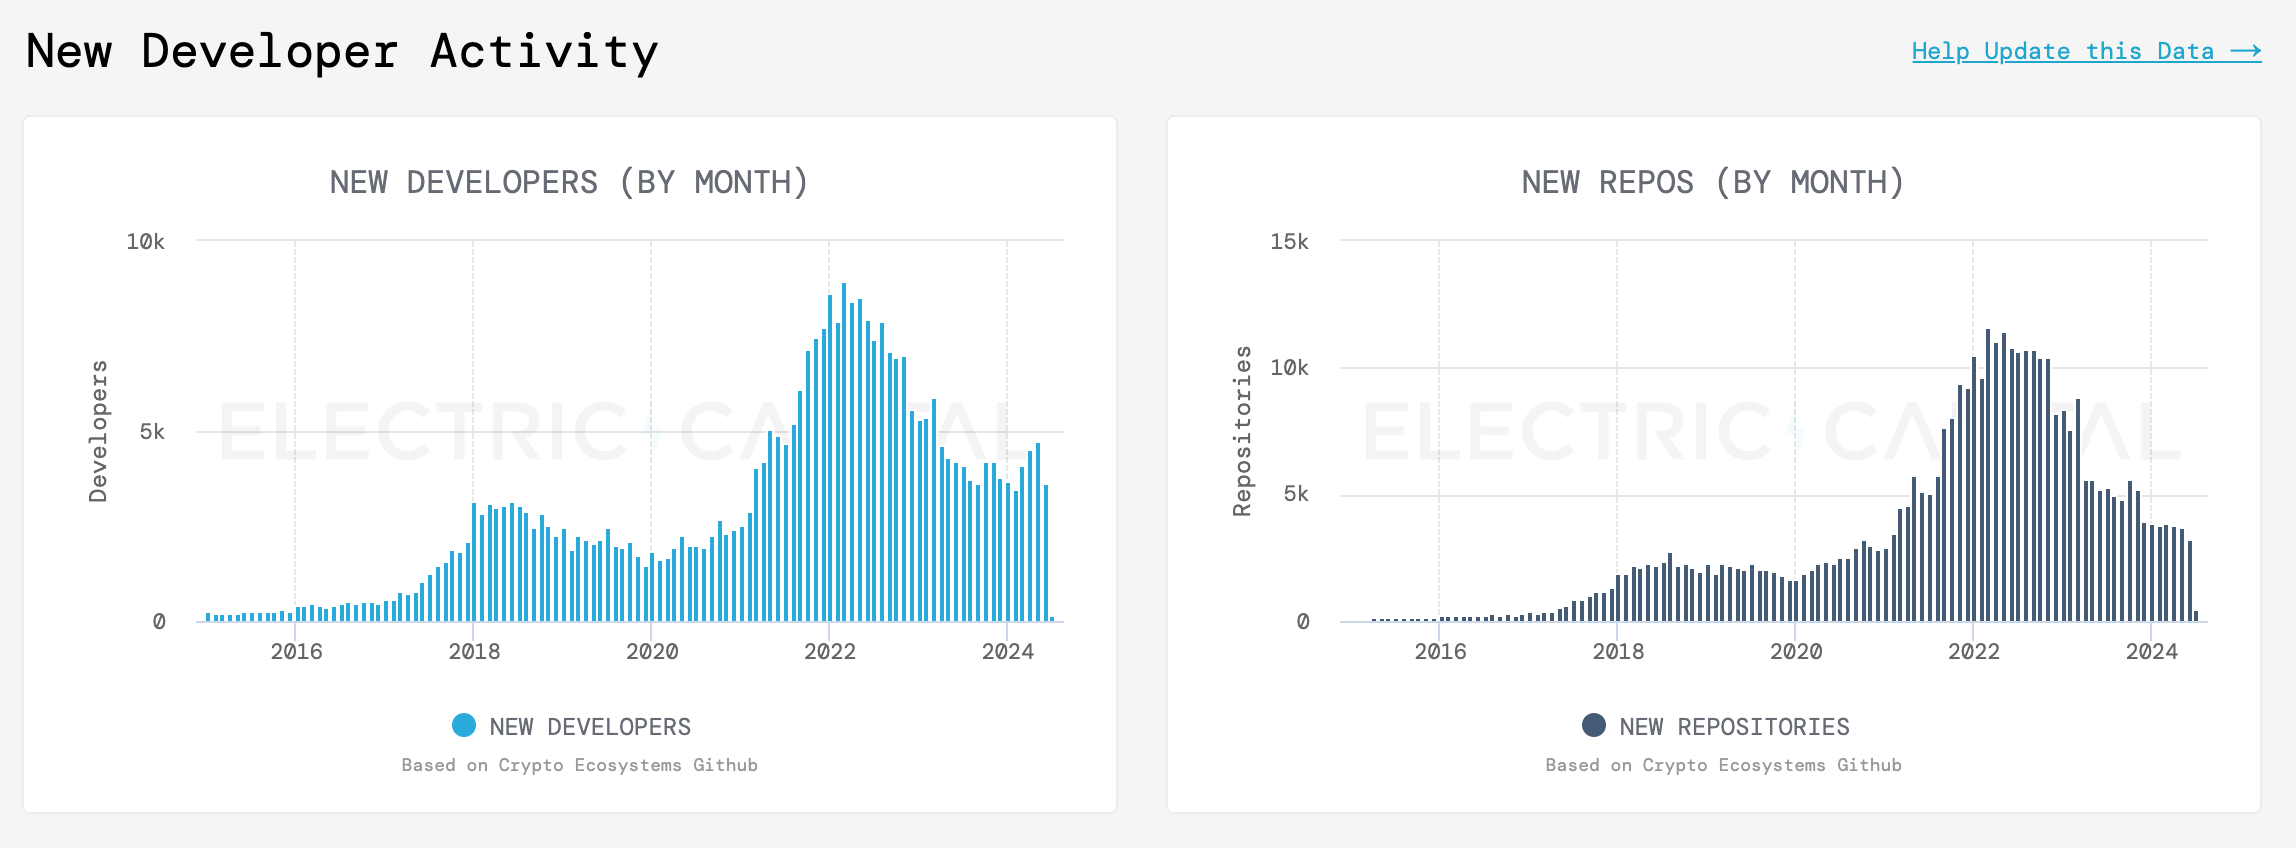 New Developer Activity
Help Update this Data →
NEW DEVELOPERS (BY MONTH)
10k
5k
0
Developers
ELECTRIC CAPITAL
2016 2018 2020 2022 2024
NEW DEVELOPERS
Based on Crypto Ecosystems Github
NEW REPOS (BY MONTH)
15k
10k
5k
0
Repositories
ELECTRIC CAPITAL
2016 2018 2020 2022 2024
NEW REPOSITORIES
Based on Crypto Ecosystems Github